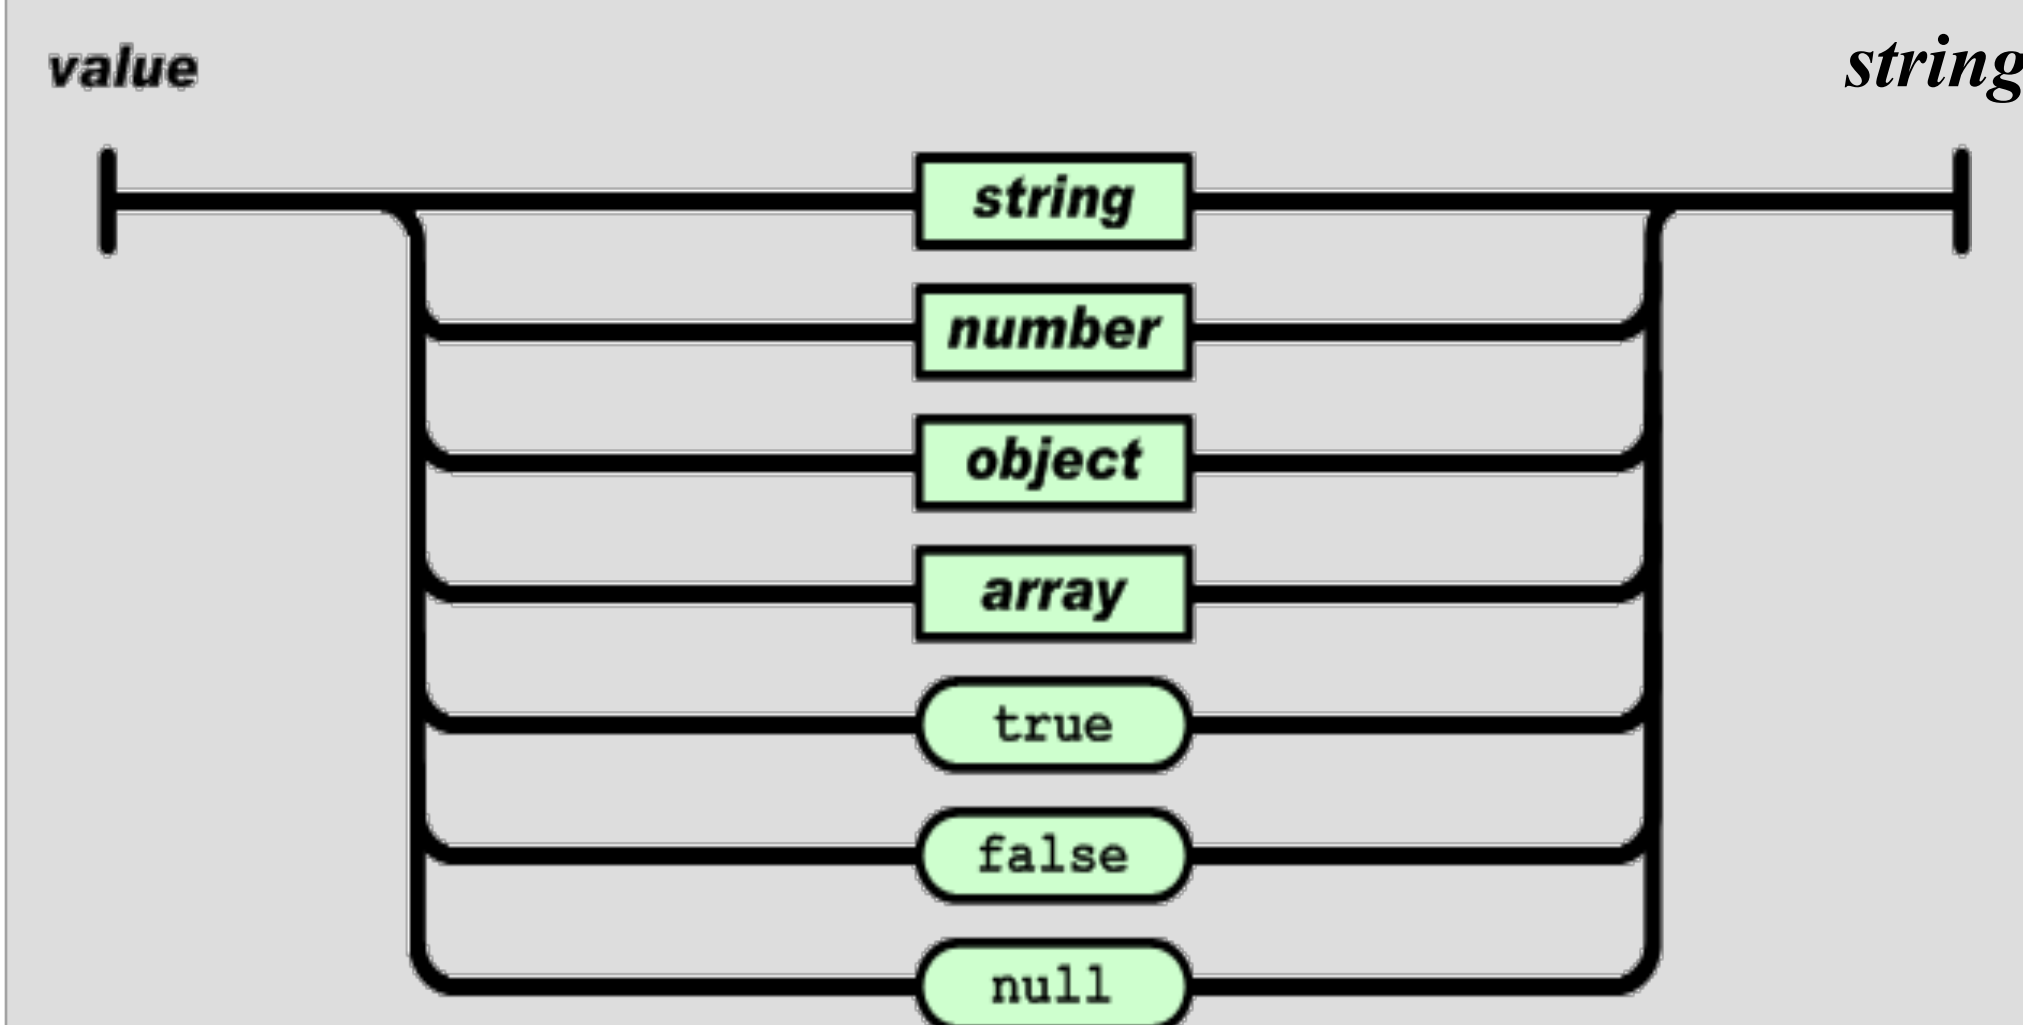 value
string
string
number
object
array
true
false
null